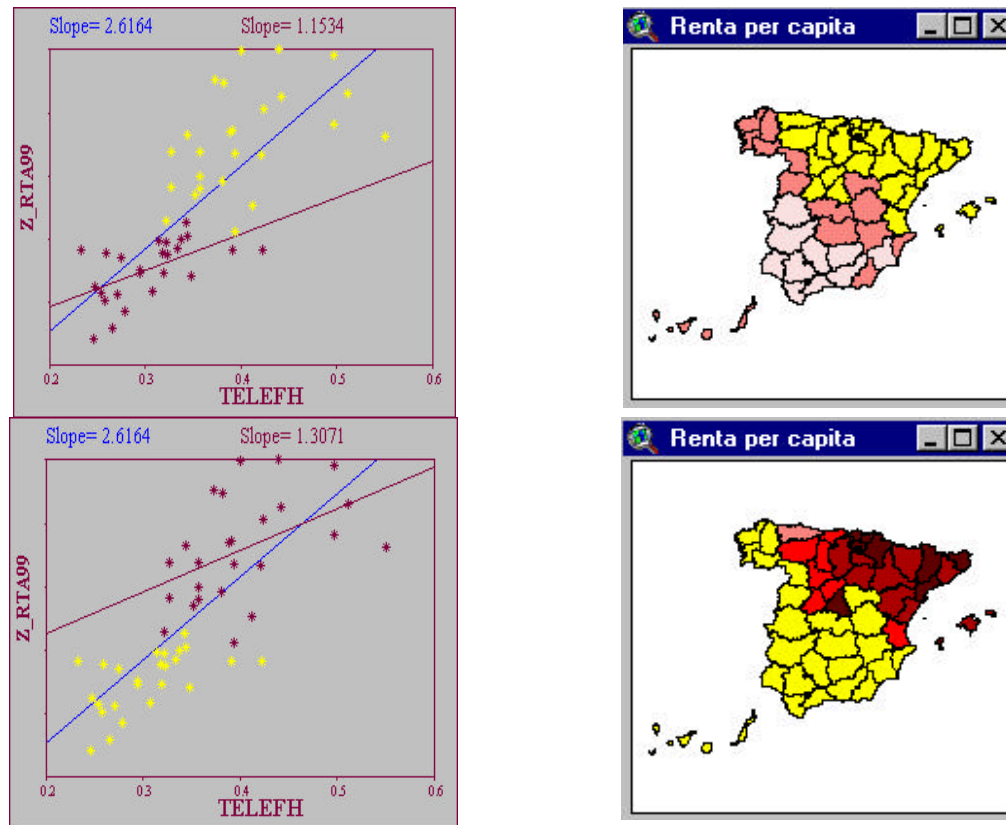 Slope= 2.6164 Slope= 1.1534
Z_RTA99
0.2 0.3 0.4 0.5 0.6
TELEFH
Renta per capita
Slope= 2.6164 Slope= 1.3071
Z_RTA99
0.2 0.3 0.4 0.5 0.6
TELEFH
Renta per capita